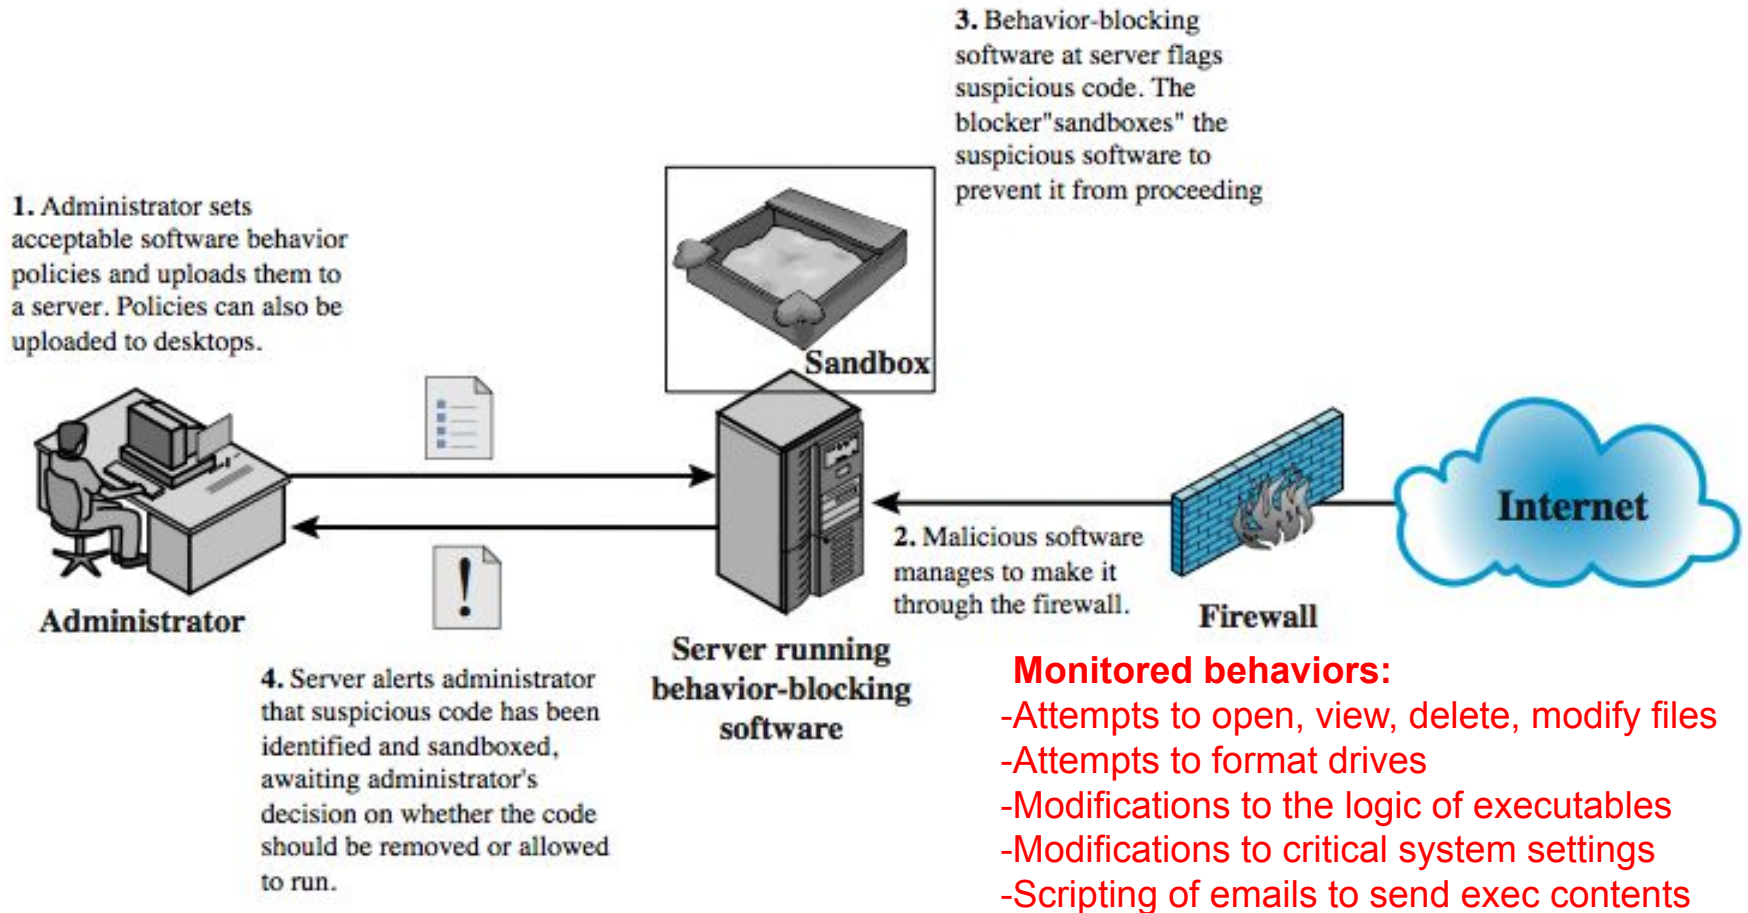 3. Behavior-blocking
software at server flags
suspicious code. The
blocker"sandboxes" the
suspicious software to
prevent it from proceeding
1. Administrator sets
acceptable software behavior
policies and uploads them to
a server. Policies can also be
uploaded to desktops.
Sandbox
Internet
2. Malicious software
manages to make it
through the firewall.
Firewall
Administrator
!
Server running
behavior-blocking
software
4. Server alerts administrator
that suspicious code has been
identified and sandboxed,
awaiting administrator's
decision on whether the code
should be removed or allowed
to run.
Monitored behaviors:
-Attempts to open, view, delete, modify files
-Attempts to format drives
-Modifications to the logic of executables
-Modifications to critical system settings
-Scripting of emails to send exec contents